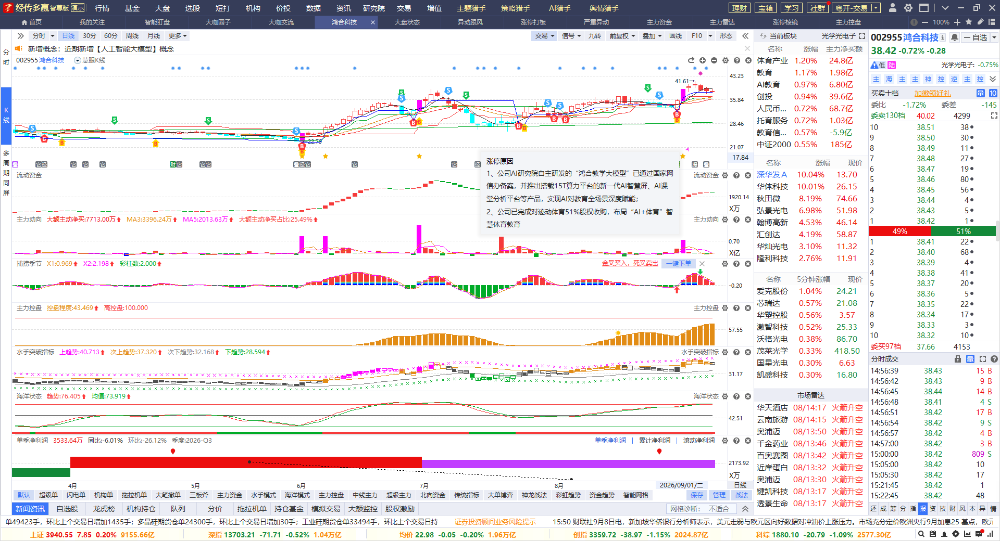 经传多赢 智尊版 演示 行情 基金 大盘 选股 短打 机构 价投 数据 资讯 研究院 交易 增值 主题猎手 策略猎手 AI猎手 舆情猎手 理财 宝箱 学习 社群 粤开-交易
首页 我的关注 智能盯盘 大咖圈子 大咖交流 鸿合科技 大盘状态 异动跟风 涨停打板 严重异动 主力资金 主力雷达 涨停棱镜 主力控盘 100%
分时 日线 30分 60分 周线 月线 更多 交易 信号 九转 前复权 叠加 画线 F10 形态
新增概念：近期新增【人工智能大模型】概念
002955 鸿合科技 慧眼K线
分时
K线
多周期同屏
41.61
22.79
43.23
35.84
28.46
21.07
17.84
涨停原因
1、公司AI研究院自主研发的“鸿合教学大模型”已通过国家网
信办备案，并推出搭载15T算力平台的新一代AI智慧屏、AI课
堂分析平台等产品，实现AI对教育全场景深度赋能；
2、公司已完成对迹动体育51%股权收购，布局“AI+体育”智
慧体育教育
流动资金 流动资金
1920.14
X万
主力动向 大额主动净买:7713.00万 MA3:3396.24万 MA5:2013.63万 大额主动净买占比:25.49% 主力动向
0.70
X亿
捕捞季节 X1:0.969 X2:2.198 彩柱数:2.000 金叉买入，死叉卖出 一键下单
-0.20
主力控盘 控盘程度:43.469 高控盘:100.000 主力控盘
57.55
水手突破指标 上趋势:40.713 次上趋势:37.320 次下趋势:32.168 下趋势:28.594 水手突破指标
31.17
海洋状态 趋势:76.405 均值:73.919 海洋状态
42.51
单季净利润 3533.64万 同比:-6.01% 环比:-26.12% 季度:2026-Q3 单季净利润 | 累计净利润 | 滚动净利润
2173.92
X万
4月 5月 6月 7月 8月 2026/09/01/二 日线
默认 超级单 闪电单 机构单 拖拉机单 大笔撤单 三板斧 主力资金 水手模式 海洋模式 主力控盘 中线主力 超级主力 北向资金 传统指标 大单博弈 神龙战法 彩虹趋势 资金趋势 智能网格 保存 管理 战法
新闻资讯 自选股 龙虎榜 机构持仓 队列 分价 拖拉机单 持仓基金 模拟交易 大额监控 股权激励 网格诊断: 不适合
当前板块 光学光电子
名称 涨幅 主力净买额
体育产业 1.20% 24.8亿
教育 1.17% 1.98亿
AI教育 0.97% 6.80亿
创投 0.94% 39.6亿
人民币... 0.72% 68.7亿
托育服务 0.72% 1.03亿
教育信... 0.57% -5.9亿
中证2000 0.55% 185亿
名称 涨幅 现价
深华发A 10.04% 13.70
华体科技 10.01% 26.15
秋田微 8.19% 74.66
弘景光电 6.98% 51.98
翰博高新 4.53% 46.14
汇创达 4.19% 58.87
华灿光电 3.10% 11.32
隆利科技 2.76% 11.91
名称 5分钟涨幅 现价
爱克股份 1.04% 24.21
芯瑞达 0.57% 21.08
华塑控股 0.56% 3.57
激智科技 0.52% 25.33
沃格光电 0.38% 86.70
茂莱光学 0.33% 418.50
国星光电 0.30% 6.63
凯盛科技 0.30% 16.80
市场雷达
华天酒店 08/14:17 火箭升空
云南旅游 08/14:15 火箭升空
奥浦迈 08/13:50 火箭升空
千金药业 08/13:46 火箭升空
百奥赛图 08/13:42 火箭升空
近岸蛋白 08/13:32 火箭升空
奥浦迈 08/13:30 火箭升空
键凯科技 08/13:17 火箭升空
透景生命 08/13:17 火箭升空
002955 鸿合科技 自选
38.42 -0.72% -0.28
低 陆 光学光电子: -0.75%
主 海 主 主 神 控 逆 主 控
买卖十档 加微领好礼 量 10
委比 -1.72% 委差 -145
委卖130档 40.02 4299
10 38.51 38
9 38.50 30
8 38.49 11
7 38.48 27
6 38.47 19
5 38.46 80
4 38.45 56
3 38.44 4
2 38.43 5
1 38.42 1
49% 51%
1 38.41 22
2 38.40 68
3 38.39 4
4 38.38 41
5 38.37 20
6 38.36 5
7 38.35 22
8 38.34 17
9 38.33 3
10 38.32 10
委买97档 37.66 4153
分时成交 量
14:56:39 38.43 15 B
14:56:42 38.43 9 B
14:56:45 38.44 14 B
14:56:48 38.41 4 S
14:56:51 38.42 17 B
14:56:54 38.42 9 S
14:56:57 38.42 4 B
14:57:00 38.42 3 B
15:00:00 38.42 809 S
15:05:00 38.42 10
15:05:30 38.42 17
15:21:45 38.42 1
15:22:45 38.42 48
还 成 筹 分 指 报 资 技 财 风 本 异 情
单49423手，环比上个交易日增加1435手；多晶硅期货仓单24300手，环比上个交易日增加30手；工业硅期货仓单33494手，环比上个交易日持 证券投资顾问业务风险提示 15:50 财联社9月8日电，新加坡华侨银行分析师表示，美元走弱与欧元区向好数据对冲油价上涨压力。市场充分定价欧洲央行9月加息25 基点，欧元
上证 3940.55 7.85 0.20% 9155.66亿 深指 13703.21 -71.71 -0.52% 1.04万亿 均价 22.98 -0.05 -0.20% 1.96万亿 创指 3359.72 -38.97 -1.15% 2024.87亿 科综 1880.10 -20.79 -1.09% 2577.30亿